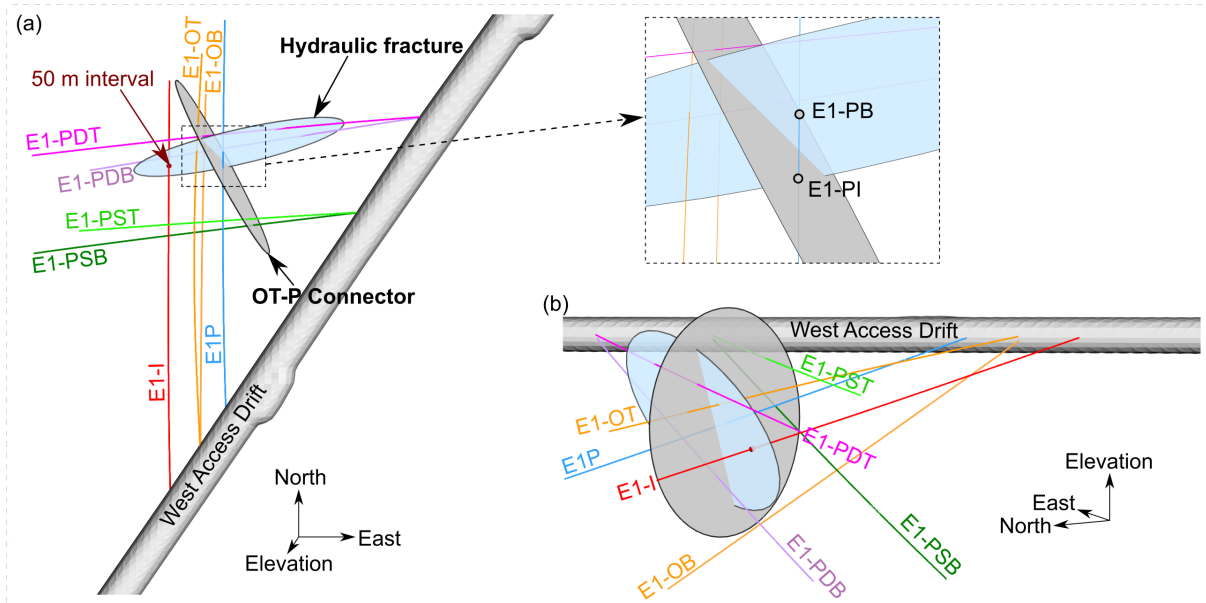 (a)
E1-OT
E1-OB
Hydraulic fracture
50 m interval
E1-PDT
E1-PDB
E1-PST
E1-PSB
OT-P Connector
E1-I
E1P
West Access Drift
North
East
Elevation
E1-PB
E1-PI
(b)
West Access Drift
E1-PST
E1-OT
E1P
E1-PDT
E1-I
E1-PSB
E1-PDB
E1-OB
Elevation
East
North